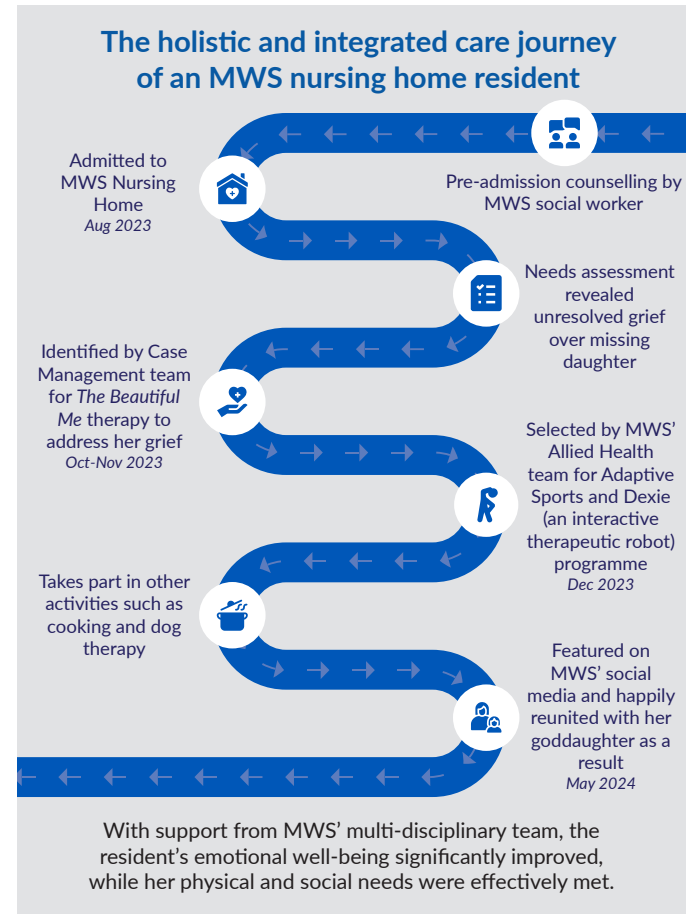 The holistic and integrated care journey
of an MWS nursing home resident
Pre-admission counselling by
MWS social worker
Admitted to
MWS Nursing
Home
Aug 2023
Needs assessment
revealed
unresolved grief
over missing
daughter
Identified by Case
Management team
for The Beautiful
Me therapy to
address her grief
Oct-Nov 2023
Selected by MWS’
Allied Health
team for Adaptive
Sports and Dexie
(an interactive
therapeutic robot)
programme
Dec 2023
Takes part in other
activities such as
cooking and dog
therapy
Featured on
MWS’ social
media and happily
reunited with her
goddaughter as a
result
May 2024
With support from MWS’ multi-disciplinary team, the
resident’s emotional well-being significantly improved,
while her physical and social needs were effectively met.